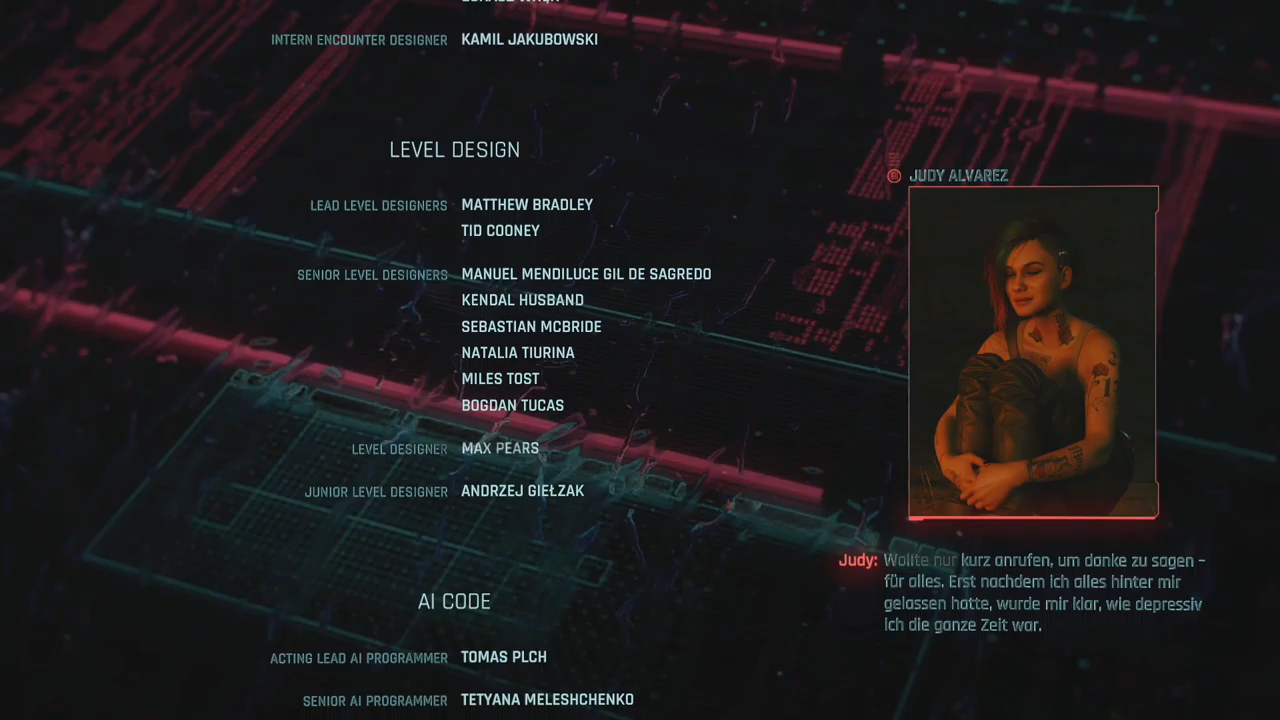 INTERN ENCOUNTER DESIGNER KAMIL JAKUBOWSKI
LEVEL DESIGN
LEAD LEVEL DESIGNERS MATTHEW BRADLEY
TID COONEY
SENIOR LEVEL DESIGNERS MANUEL MENDILUCE GIL DE SAGREDO
KENDAL HUSBAND
SEBASTIAN MCBRIDE
NATALIA TIURINA
MILES TOST
BOGDAN TUCAS
LEVEL DESIGNER MAX PEARS
JUNIOR LEVEL DESIGNER ANDRZEJ GIEŁZAK
AI CODE
ACTING LEAD AI PROGRAMMER TOMAS PLCH
SENIOR AI PROGRAMMER TETYANA MELESHCHENKO
JUDY ALVAREZ
Judy: Wollte nur kurz anrufen, um danke zu sagen –
für alles. Erst nachdem ich alles hinter mir
gelassen hatte, wurde mir klar, wie depressiv
ich die ganze Zeit war.